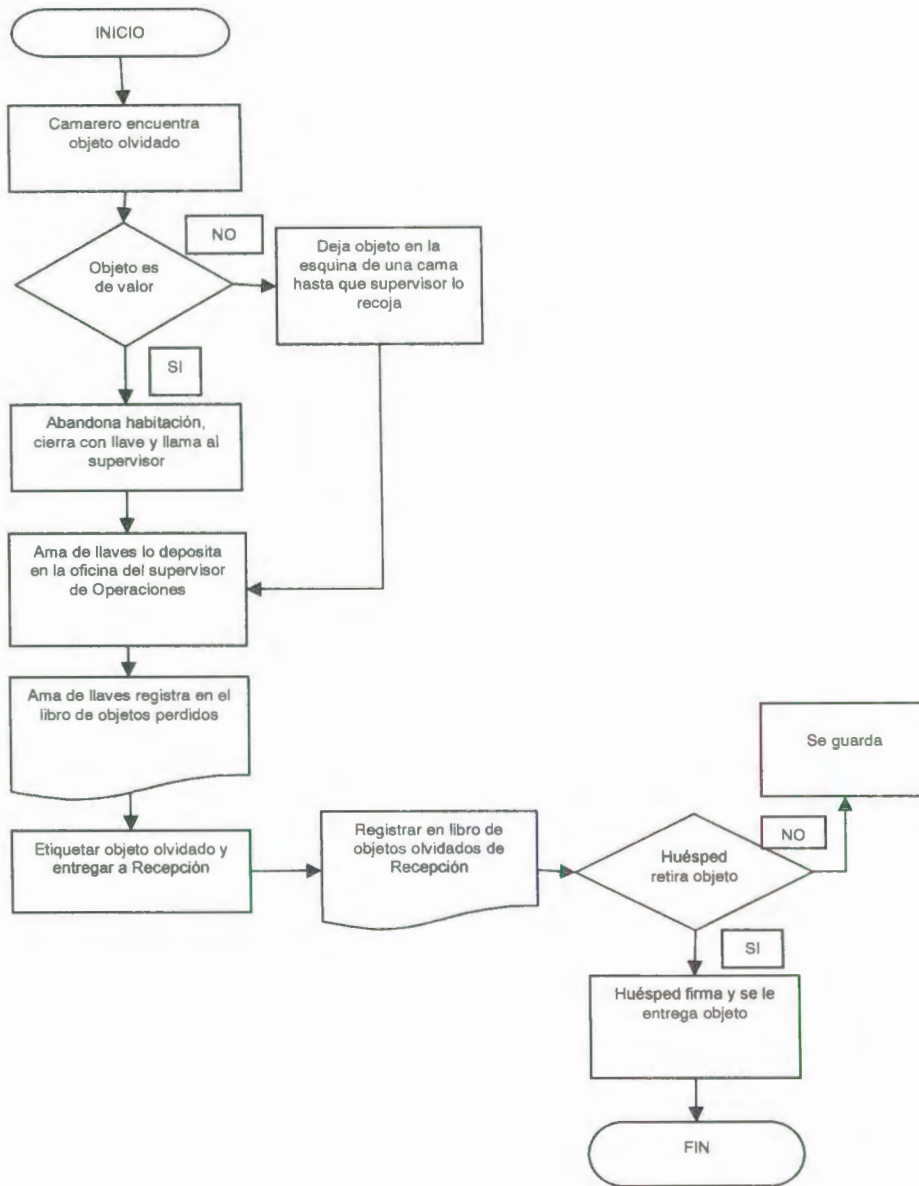 INICIO
Camarero encuentra
objeto olvidado
Objeto es
de valor
NO
Deja objeto en la
esquina de una cama
hasta que supervisor lo
recoja
SI
Abandona habitación,
cierra con llave y llama al
supervisor
Ama de llaves lo deposita
en la oficina del supervisor
de Operaciones
Ama de llaves registra en el
libro de objetos perdidos
Etiquetar objeto olvidado y
entregar a Recepción
Registrar en libro de
objetos olvidados de
Recepción
Huésped
retira objeto
NO
Se guarda
SI
Huésped firma y se le
entrega objeto
FIN